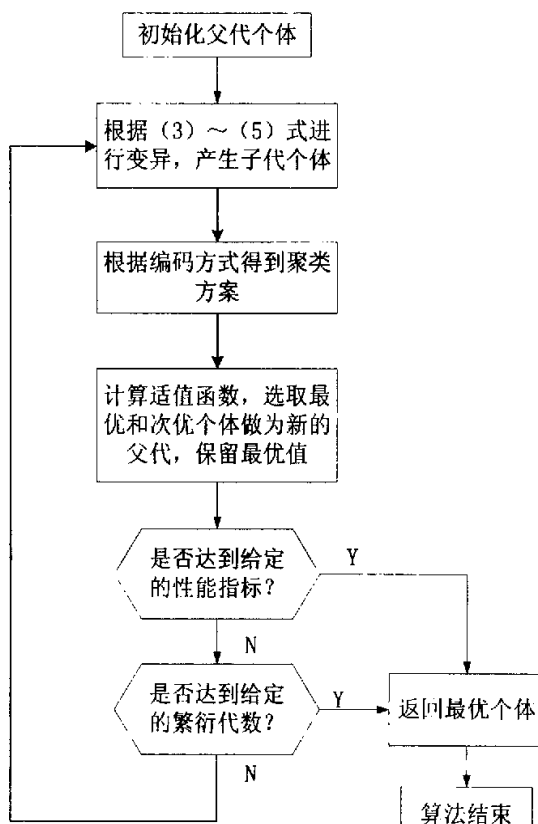 初始化父代个体
根据（3）～（5）式进
行变异，产生子代个体
根据编码方式得到聚类
方案
计算适值函数，选取最
优和次优个体做为新的
父代，保留最优值
是否达到给定
的性能指标？
Y
N
是否达到给定
的繁衍代数？
Y
N
返回最优个体
算法结束